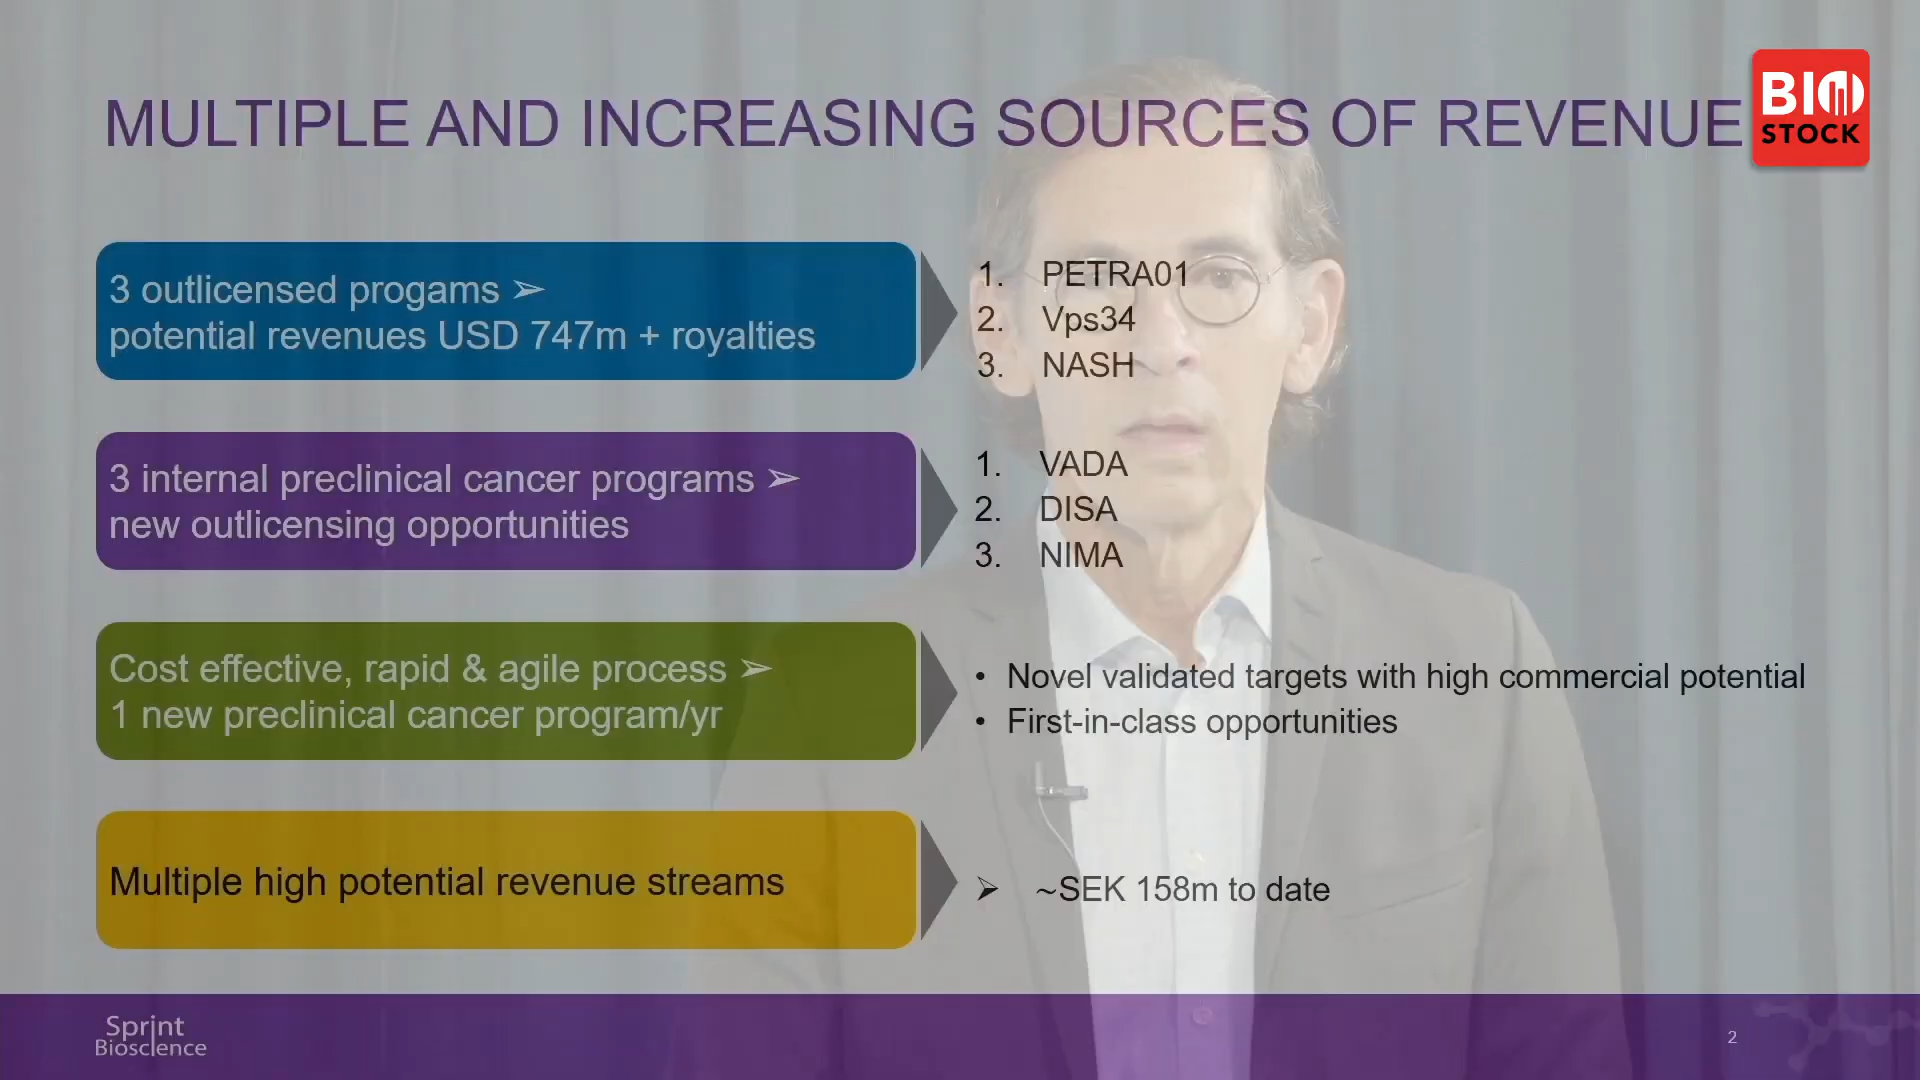 MULTIPLE AND INCREASING SOURCES OF REVENUE
BIO
STOCK
3 outlicensed progams ➢
potential revenues USD 747m + royalties
1. PETRA01
2. Vps34
3. NASH
3 internal preclinical cancer programs ➢
new outlicensing opportunities
1. VADA
2. DISA
3. NIMA
Cost effective, rapid & agile process ➢
1 new preclinical cancer program/yr
• Novel validated targets with high commercial potential
• First-in-class opportunities
Multiple high potential revenue streams
➢ ~SEK 158m to date
Sprint
Bioscience
2